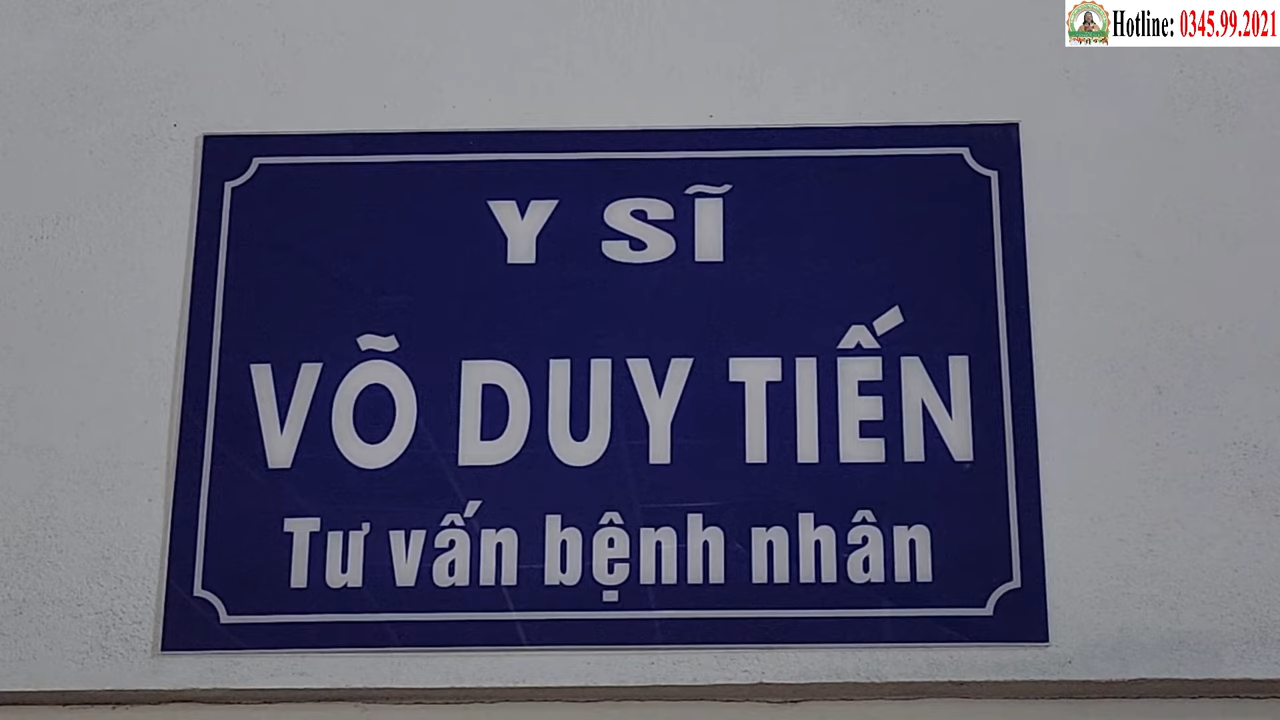 Hotline: 0345.99.2021
Y SĨ
VÕ DUY TIẾN
Tư vấn bệnh nhân